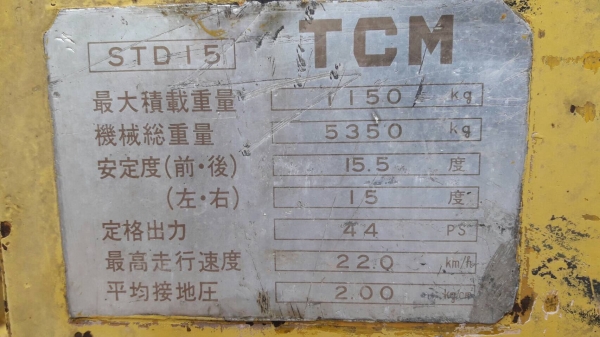 STD15 TCM
最大積載重量 1150 kg
機械総重量 5350 kg
安定度(前・後) 15.5 度
(左・右) 15 度
定格出力 44 PS
最高走行速度 22.0 km/h
平均接地圧 2.00